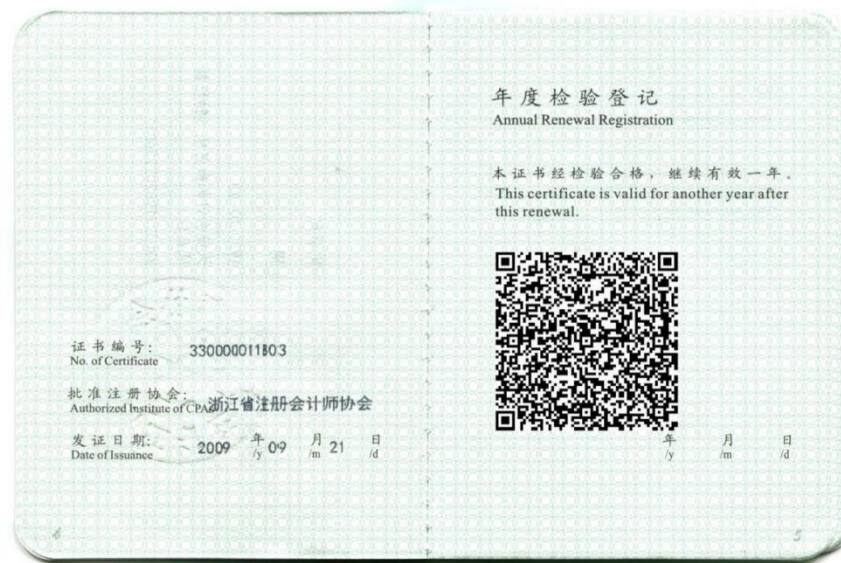 证书编号: 330000011803
No. of Certificate
批准注册协会: 浙江省注册会计师协会
Authorized Institute of CPAs
发证日期: 2009 年 09 月 21 日
Date of Issuance /y /m /d
6
年度检验登记
Annual Renewal Registration
本证书经检验合格，继续有效一年。
This certificate is valid for another year after
this renewal.
年 月 日
/y /m /d
5